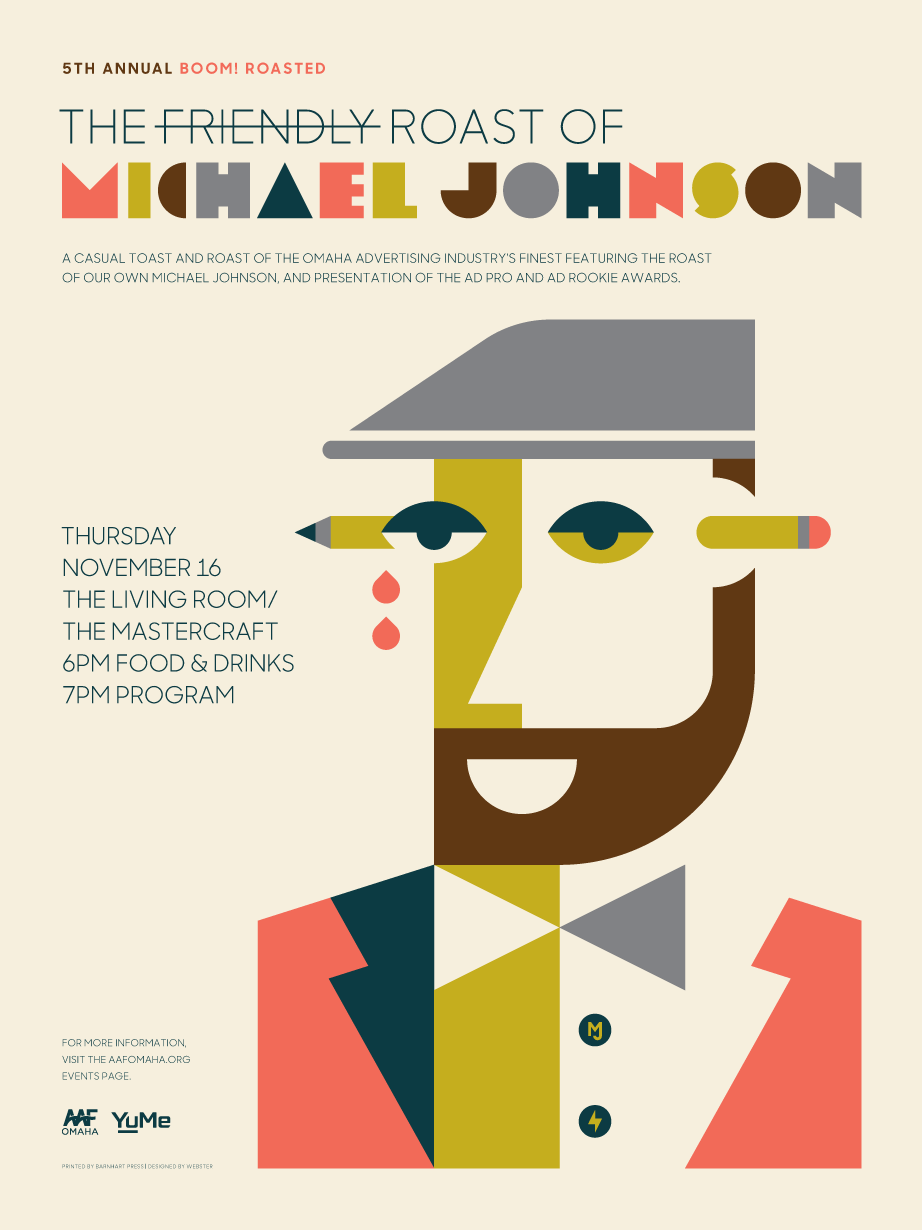 5TH ANNUAL BOOM! ROASTED
THE FRIENDLY ROAST OF
MICHAEL JOHNSON
A CASUAL TOAST AND ROAST OF THE OMAHA ADVERTISING INDUSTRY'S FINEST FEATURING THE ROAST
OF OUR OWN MICHAEL JOHNSON, AND PRESENTATION OF THE AD PRO AND AD ROOKIE AWARDS.
THURSDAY
NOVEMBER 16
THE LIVING ROOM/
THE MASTERCRAFT
6PM FOOD & DRINKS
7PM PROGRAM
MJ
FOR MORE INFORMATION,
VISIT THE AAFOMAHA.ORG
EVENTS PAGE.
AAF
OMAHA
YuMe
PRINTED BY BARNHART PRESS | DESIGNED BY WEBSTER